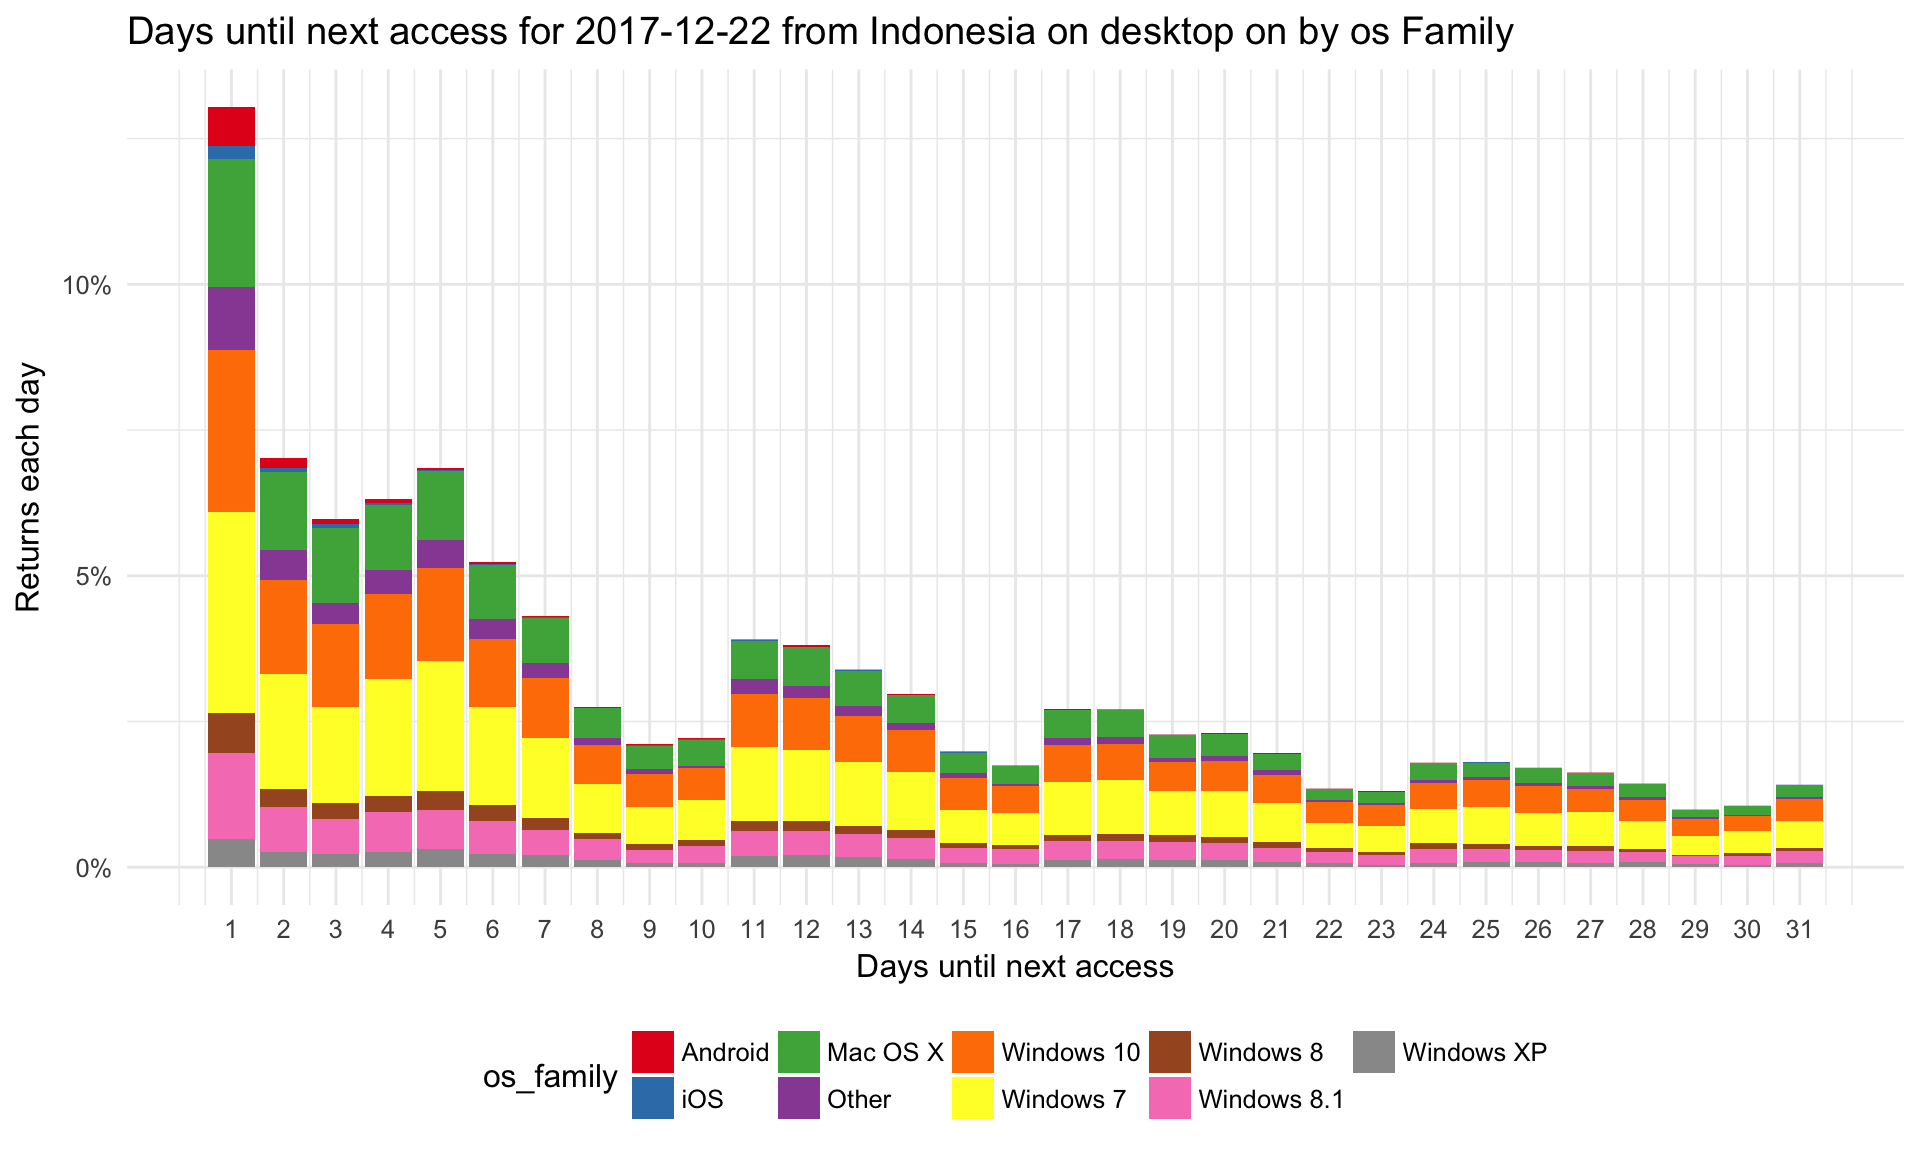 Days until next access for 2017-12-22 from Indonesia on desktop on by os Family
Returns each day
10%
5%
0%
1 2 3 4 5 6 7 8 9 10 11 12 13 14 15 16 17 18 19 20 21 22 23 24 25 26 27 28 29 30 31
Days until next access
os_family
Android Mac OS X Windows 10 Windows 8 Windows XP
iOS Other Windows 7 Windows 8.1